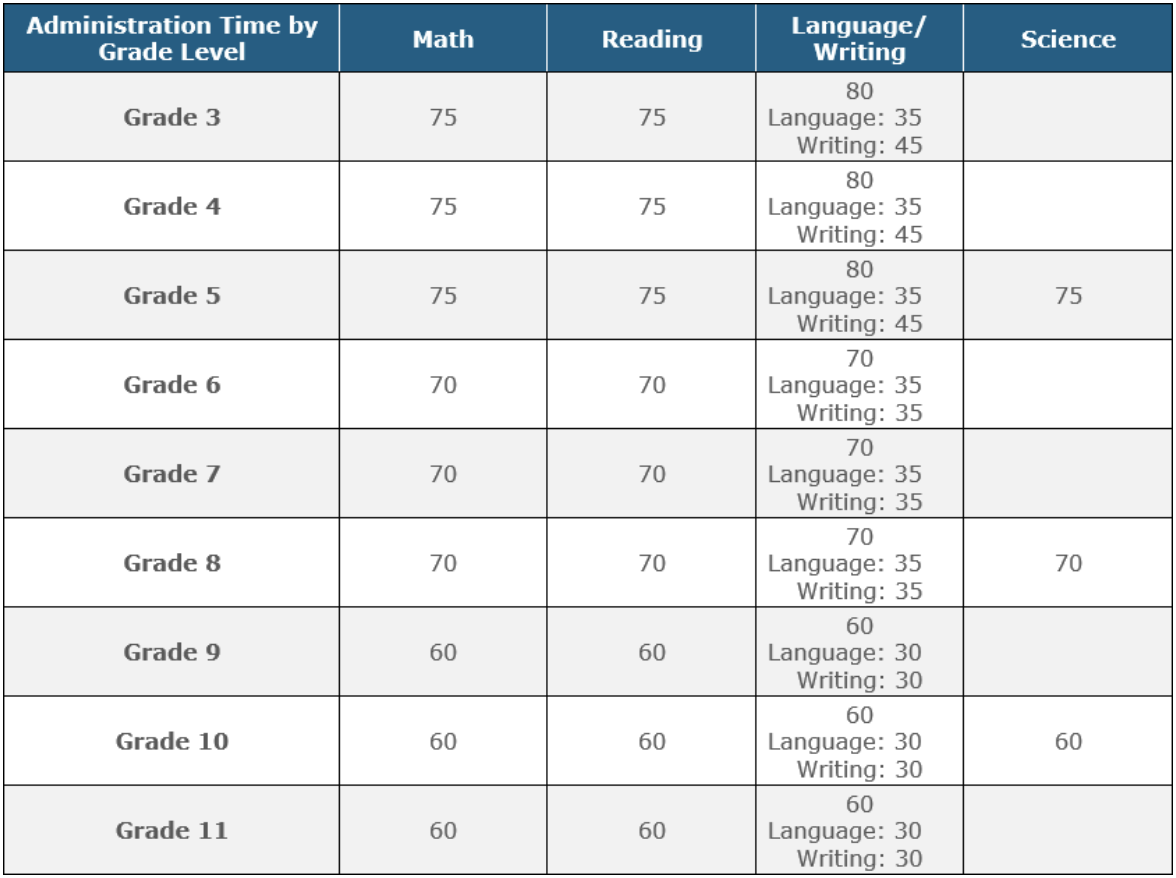 Administration Time by Grade Level Math Reading Language/ Writing Science
Grade 3 75 75 80 Language: 35 Writing: 45
Grade 4 75 75 80 Language: 35 Writing: 45
Grade 5 75 75 80 Language: 35 Writing: 45 75
Grade 6 70 70 70 Language: 35 Writing: 35
Grade 7 70 70 70 Language: 35 Writing: 35
Grade 8 70 70 70 Language: 35 Writing: 35 70
Grade 9 60 60 60 Language: 30 Writing: 30
Grade 10 60 60 60 Language: 30 Writing: 30 60
Grade 11 60 60 60 Language: 30 Writing: 30